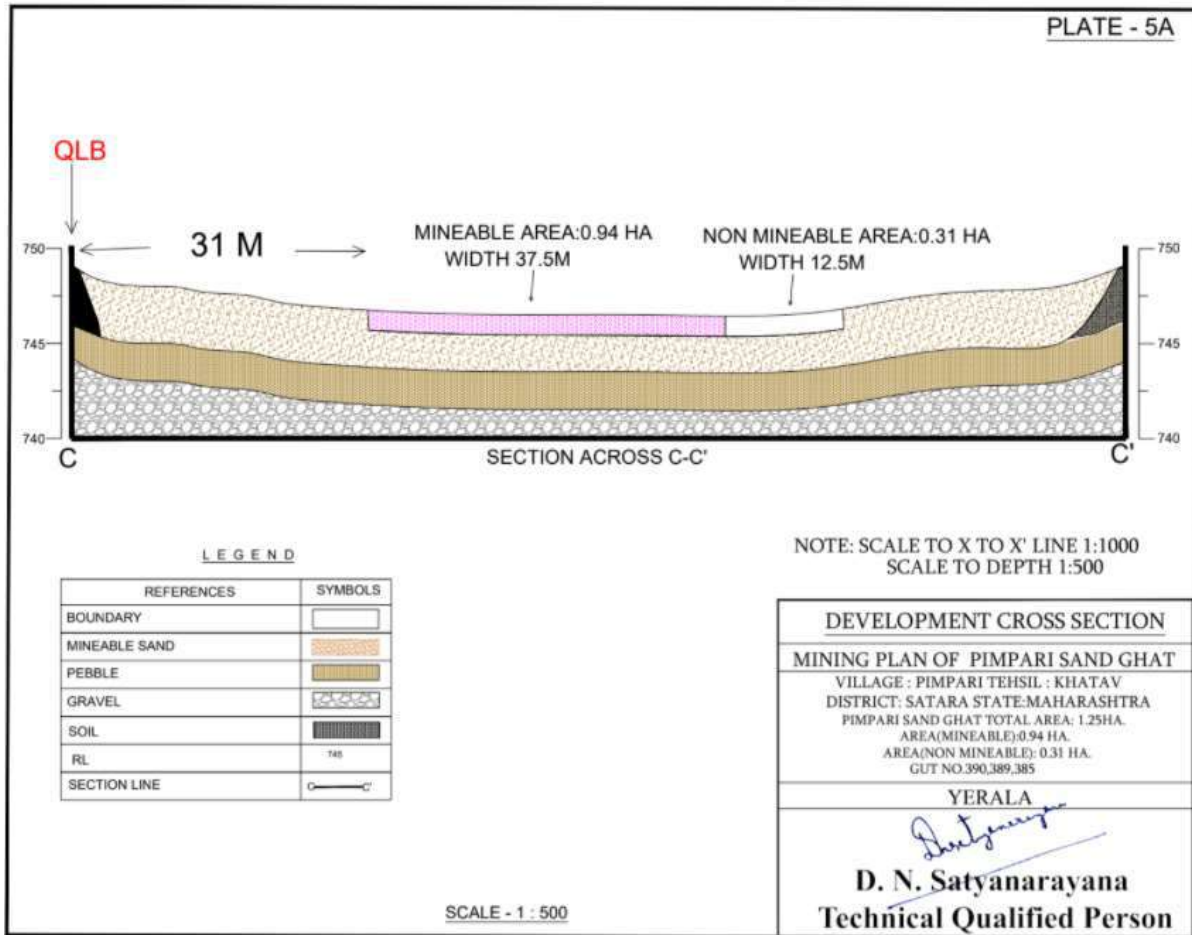 PLATE - 5A
QLB
31 M
MINEABLE AREA:0.94 HA
WIDTH 37.5M
NON MINEABLE AREA:0.31 HA
WIDTH 12.5M
750
745
740
750
745
740
C
SECTION ACROSS C-C'
C'
LEGEND
REFERENCES SYMBOLS
BOUNDARY
MINEABLE SAND
PEBBLE
GRAVEL
SOIL
RL 745
SECTION LINE C C'
SCALE - 1 : 500
NOTE: SCALE TO X TO X' LINE 1:1000
SCALE TO DEPTH 1:500
DEVELOPMENT CROSS SECTION
MINING PLAN OF PIMPARI SAND GHAT
VILLAGE : PIMPARI TEHSIL : KHATAV
DISTRICT: SATARA STATE:MAHARASHTRA
PIMPARI SAND GHAT TOTAL AREA: 1.25HA.
AREA(MINEABLE):0.94 HA.
AREA(NON MINEABLE): 0.31 HA.
GUT NO.390,389,385
YERALA
D. N. Satyanarayana
Technical Qualified Person